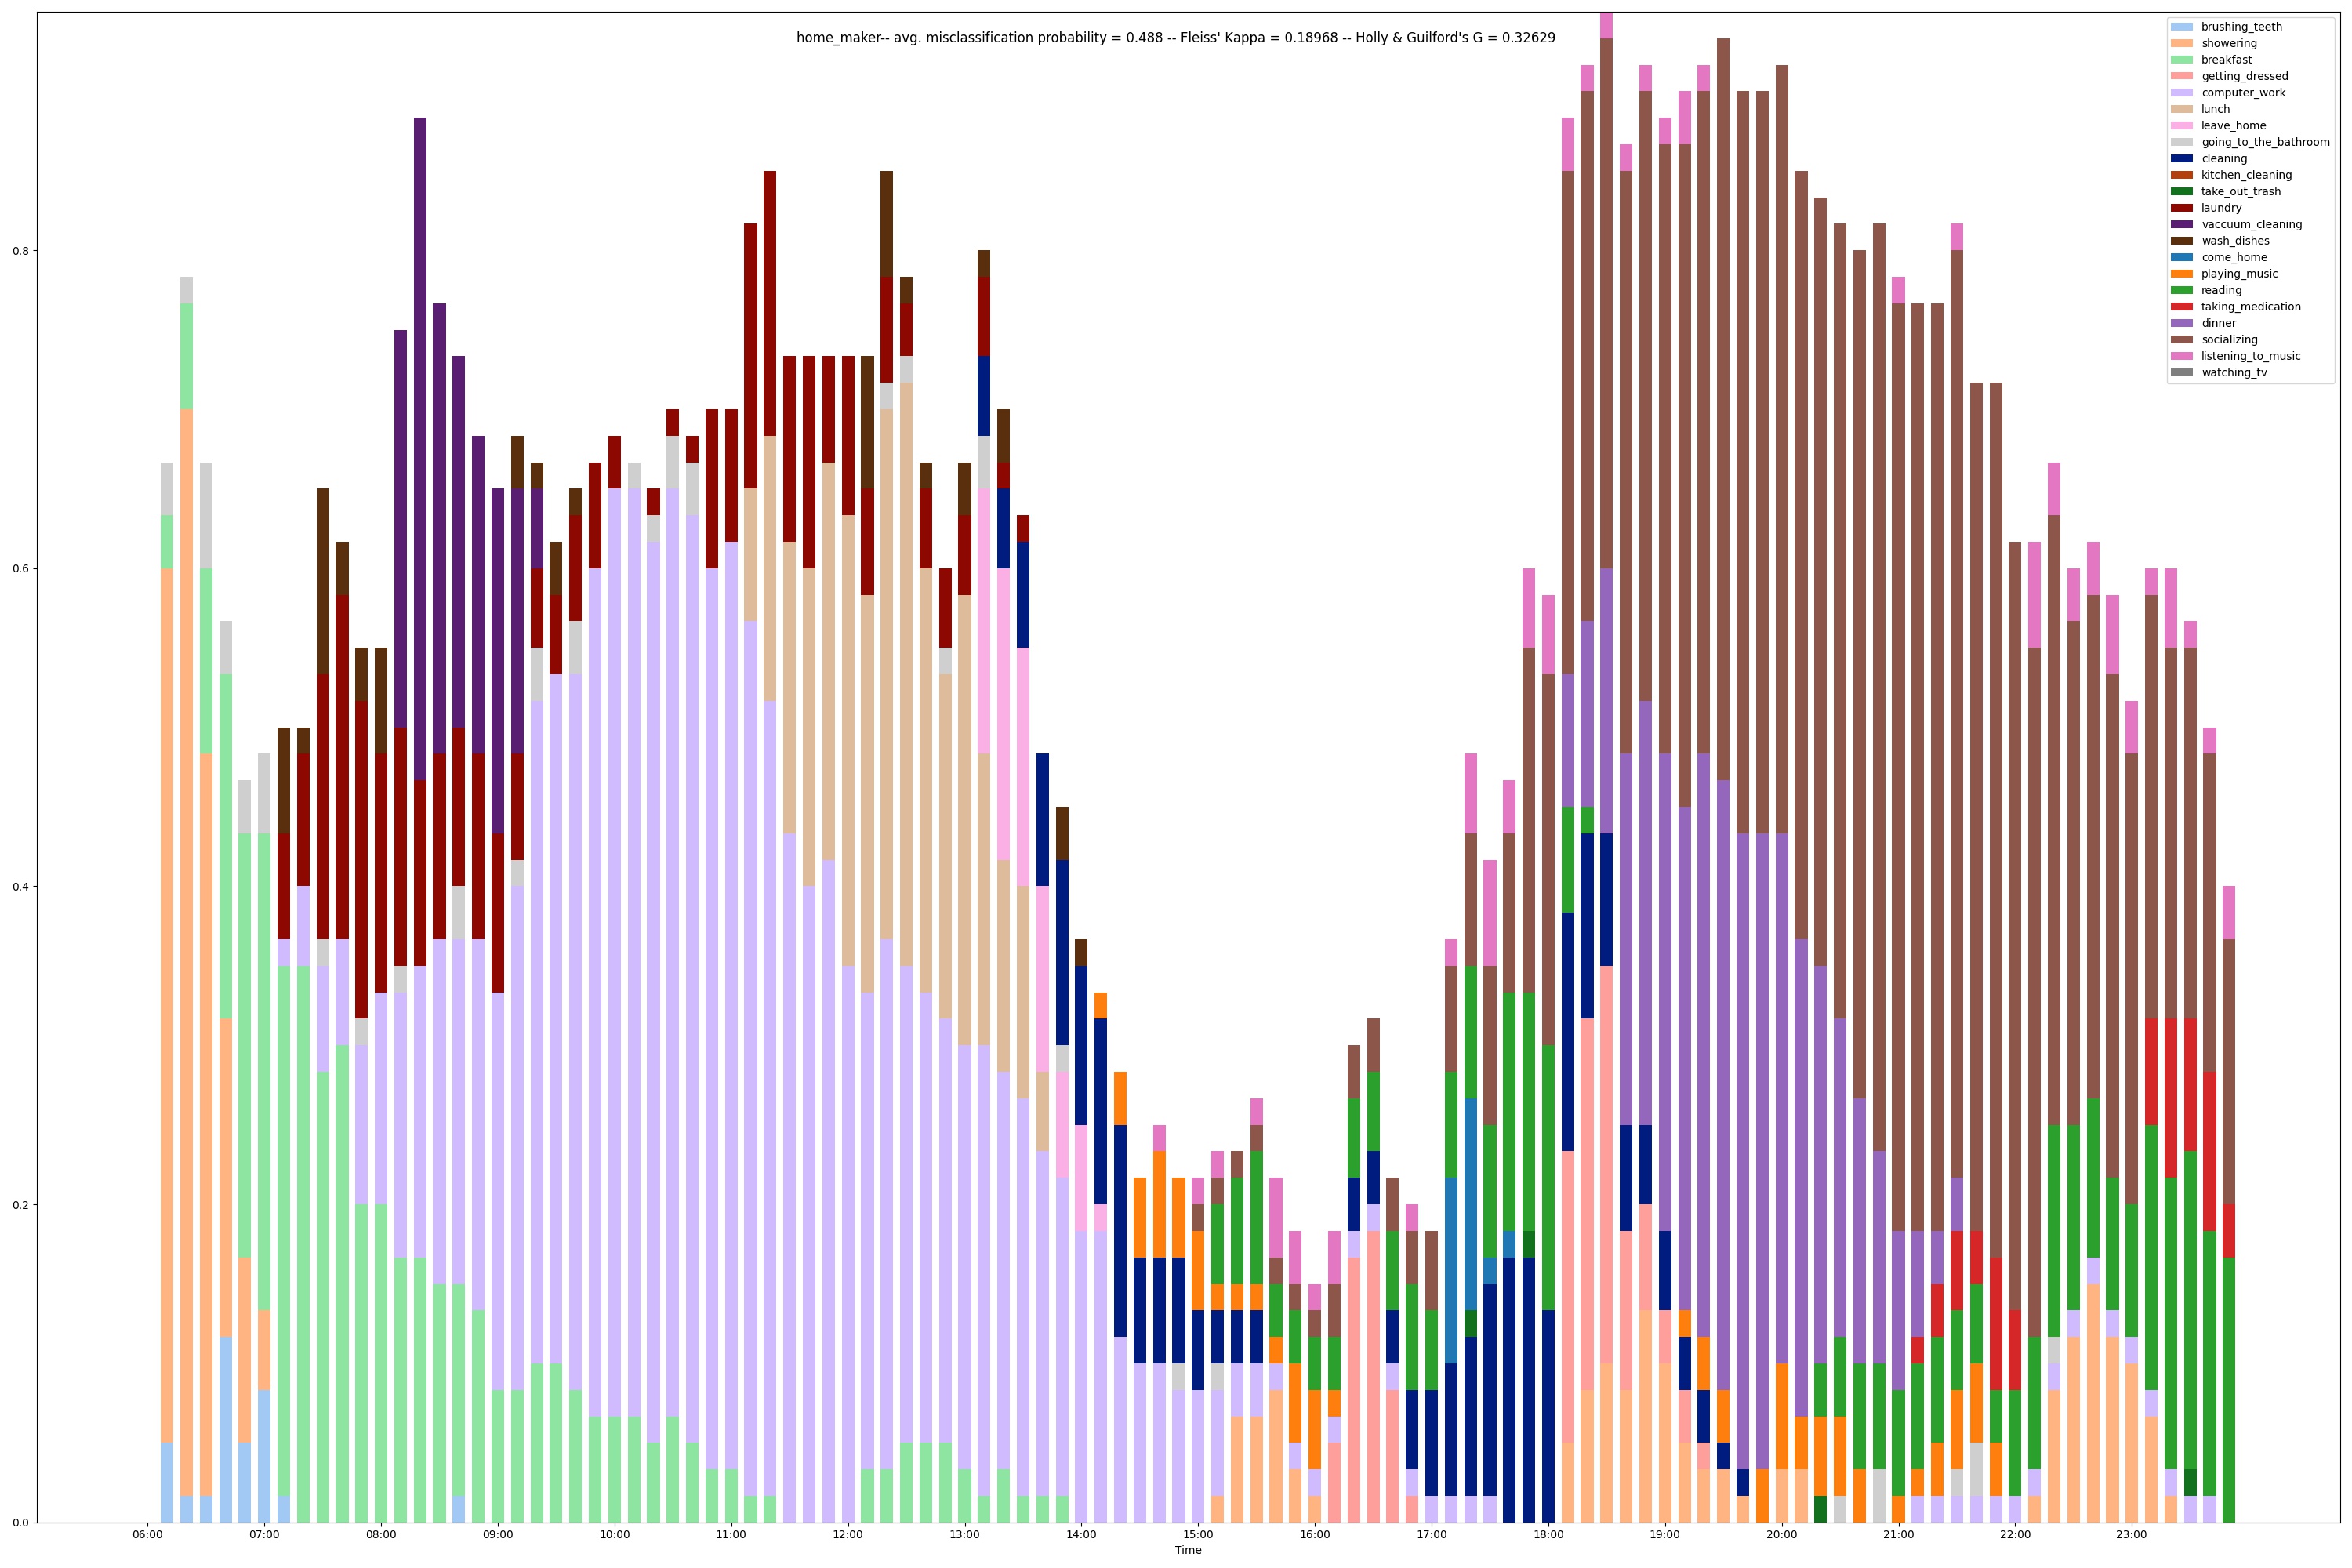 home_maker-- avg. misclassification probability = 0.488 -- Fleiss' Kappa = 0.18968 -- Holly & Guilford's G = 0.32629
brushing_teeth
showering
breakfast
getting_dressed
computer_work
lunch
leave_home
going_to_the_bathroom
cleaning
kitchen_cleaning
take_out_trash
laundry
vaccuum_cleaning
wash_dishes
come_home
playing_music
reading
taking_medication
dinner
socializing
listening_to_music
watching_tv
0.8
0.6
0.4
0.2
0.0
06:00 07:00 08:00 09:00 10:00 11:00 12:00 13:00 14:00 15:00 16:00 17:00 18:00 19:00 20:00 21:00 22:00 23:00
Time